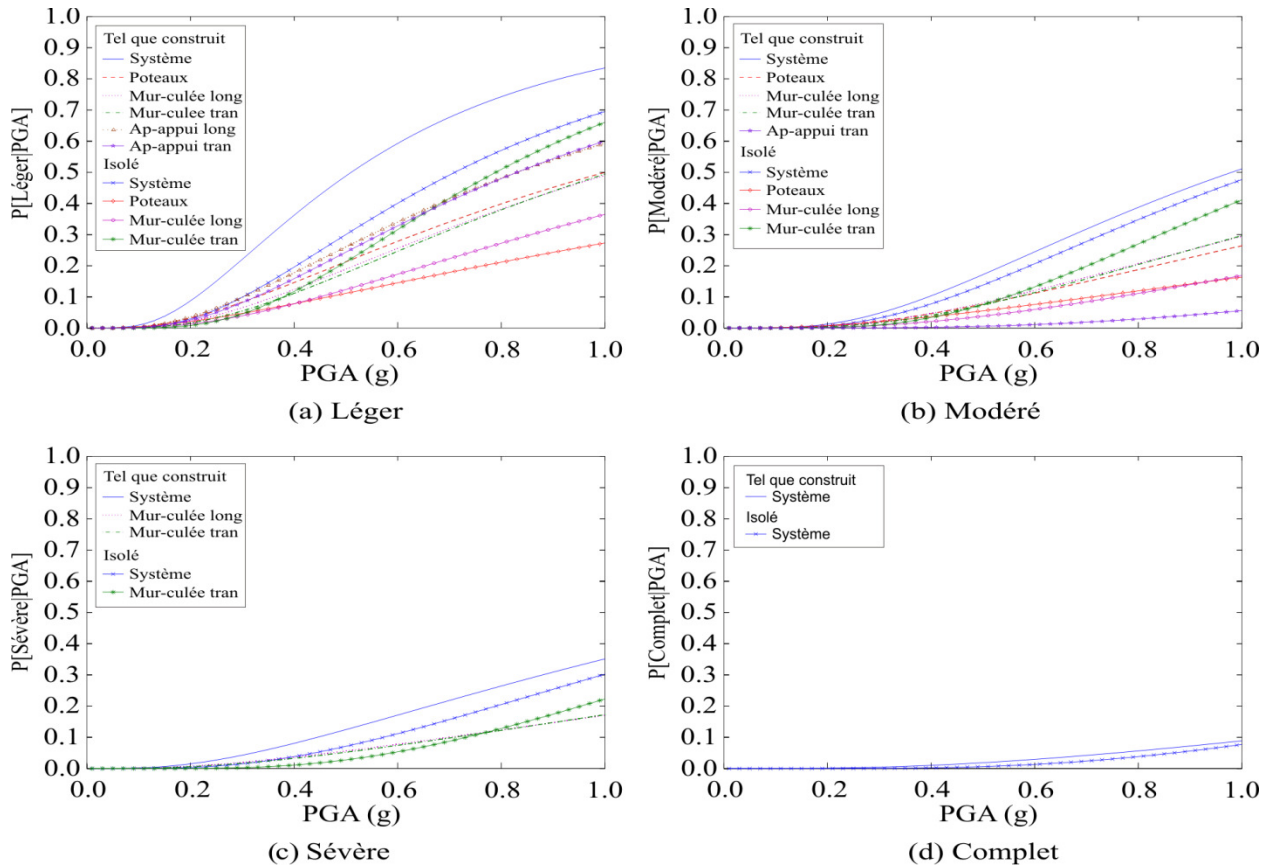 P[Léger|PGA]
1.0
0.9
0.8
0.7
0.6
0.5
0.4
0.3
0.2
0.1
0.0
Tel que construit
Système
Poteaux
Mur-culée long
Mur-culee tran
Ap-appui long
Ap-appui tran
Isolé
Système
Poteaux
Mur-culée long
Mur-culée tran
0.0 0.2 0.4 0.6 0.8 1.0
PGA (g)
(a) Léger
P[Modéré|PGA]
1.0
0.9
0.8
0.7
0.6
0.5
0.4
0.3
0.2
0.1
0.0
Tel que construit
Système
Poteaux
Mur-culée long
Mur-culée tran
Ap-appui tran
Isolé
Système
Poteaux
Mur-culée long
Mur-culée tran
0.0 0.2 0.4 0.6 0.8 1.0
PGA (g)
(b) Modéré
P[Sévère|PGA]
1.0
0.9
0.8
0.7
0.6
0.5
0.4
0.3
0.2
0.1
0.0
Tel que construit
Système
Mur-culée long
Mur-culée tran
Isolé
Système
Mur-culée tran
0.0 0.2 0.4 0.6 0.8 1.0
PGA (g)
(c) Sévère
P[Complet|PGA]
1.0
0.9
0.8
0.7
0.6
0.5
0.4
0.3
0.2
0.1
0.0
Tel que construit
Système
Isolé
Système
0.0 0.2 0.4 0.6 0.8 1.0
PGA (g)
(d) Complet